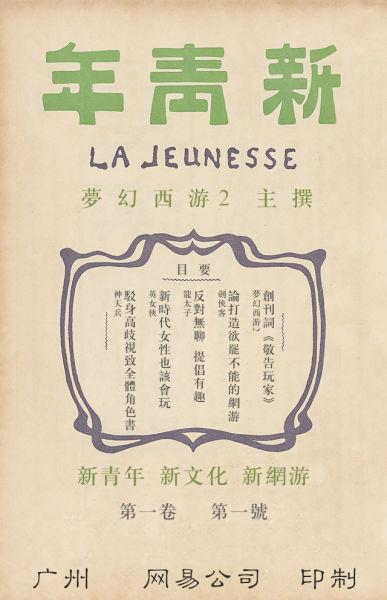 新青年
LA JEUNESSE
夢幻西游2 主撰
要目
創刊詞《敬告玩家》
夢幻西游2
論打造欲罷不能的網游
劍俠客
反對無聊 提倡有趣
龍太子
新時代女性也該會玩
英女俠
駁身高歧視致全體角色書
神天兵
新青年 新文化 新網游
第一卷 第一號
广州 网易公司 印制